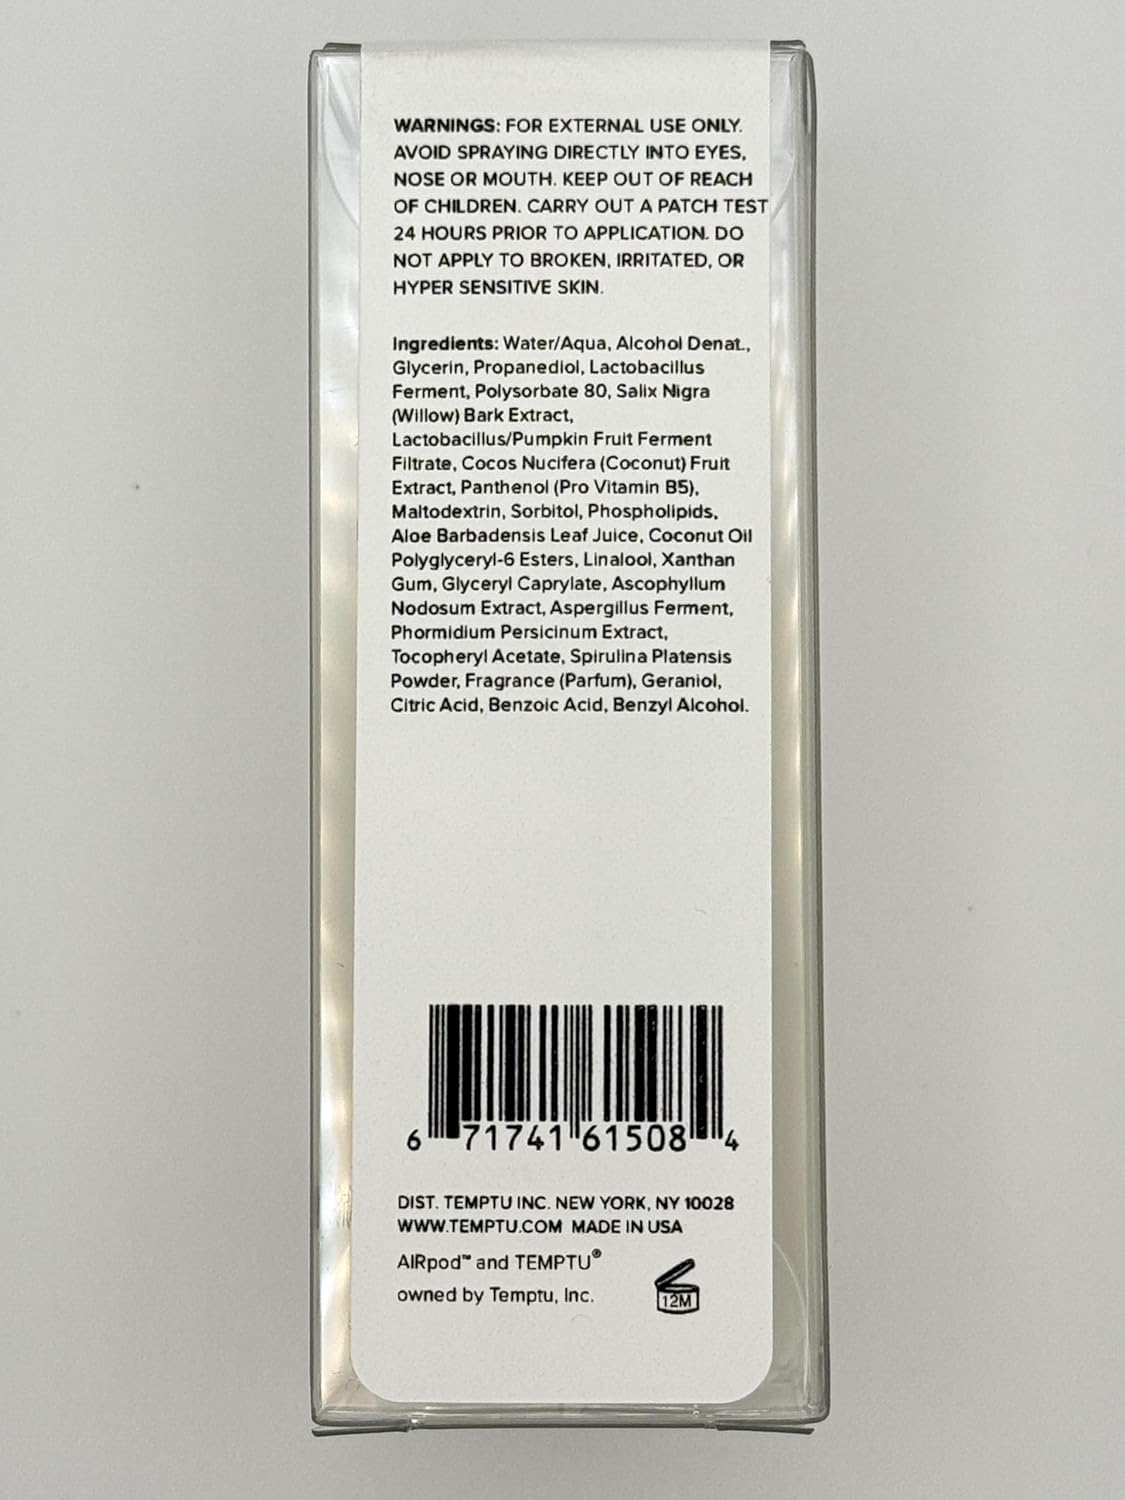 WARNINGS: FOR EXTERNAL USE ONLY.
AVOID SPRAYING DIRECTLY INTO EYES,
NOSE OR MOUTH. KEEP OUT OF REACH
OF CHILDREN. CARRY OUT A PATCH TEST
24 HOURS PRIOR TO APPLICATION. DO
NOT APPLY TO BROKEN, IRRITATED, OR
HYPER SENSITIVE SKIN.
Ingredients: Water/Aqua, Alcohol Denat.,
Glycerin, Propanediol, Lactobacillus
Ferment, Polysorbate 80, Salix Nigra
(Willow) Bark Extract,
Lactobacillus/Pumpkin Fruit Ferment
Filtrate, Cocos Nucifera (Coconut) Fruit
Extract, Panthenol (Pro Vitamin B5),
Maltodextrin, Sorbitol, Phospholipids,
Aloe Barbadensis Leaf Juice, Coconut Oil
Polyglyceryl-6 Esters, Linalool, Xanthan
Gum, Glyceryl Caprylate, Ascophyllum
Nodosum Extract, Aspergillus Ferment,
Phormidium Persicinum Extract,
Tocopheryl Acetate, Spirulina Platensis
Powder, Fragrance (Parfum), Geraniol,
Citric Acid, Benzoic Acid, Benzyl Alcohol.
6 71741 61508 4
DIST. TEMPTU INC. NEW YORK, NY 10028
WWW.TEMPTU.COM MADE IN USA
AIRpod™ and TEMPTU®
owned by Temptu, Inc.
12M